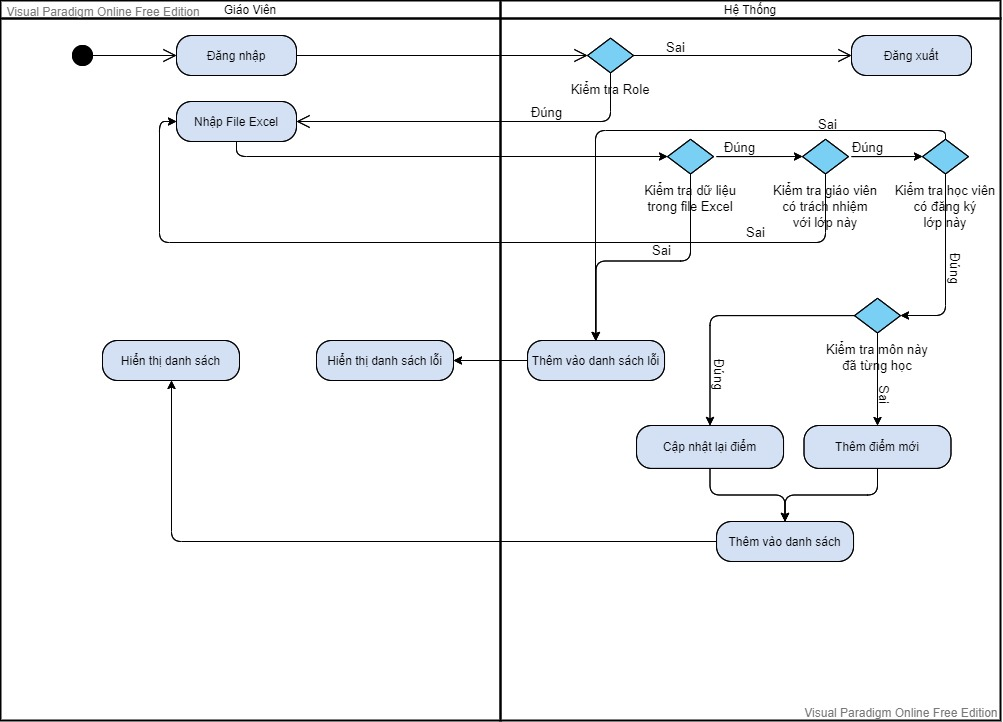 Visual Paradigm Online Free Edition
Giáo Viên
Hệ Thống
Đăng nhập
Sai
Đăng xuất
Kiểm tra Role
Đúng
Nhập File Excel
Sai
Đúng
Đúng
Kiểm tra dữ liệu
trong file Excel
Kiểm tra giáo viên
có trách nhiệm
với lớp này
Kiểm tra học viên
có đăng ký
lớp này
Sai
Sai
Đúng
Kiểm tra môn này
đã từng học
Hiển thị danh sách
Hiển thị danh sách lỗi
Thêm vào danh sách lỗi
Đúng
Sai
Cập nhật lại điểm
Thêm điểm mới
Thêm vào danh sách
Visual Paradigm Online Free Edition